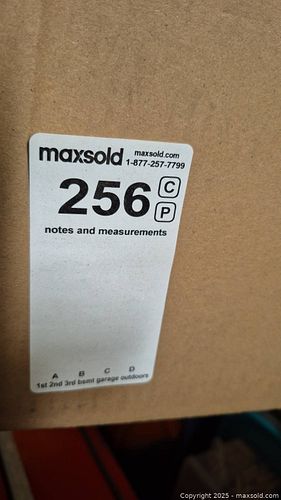 maxsold maxsold.com
1-877-257-7799
256 C
P
notes and measurements
A B C D
1st 2nd 3rd bsmt garage outdoors
Copyright 2025 - maxsold.com